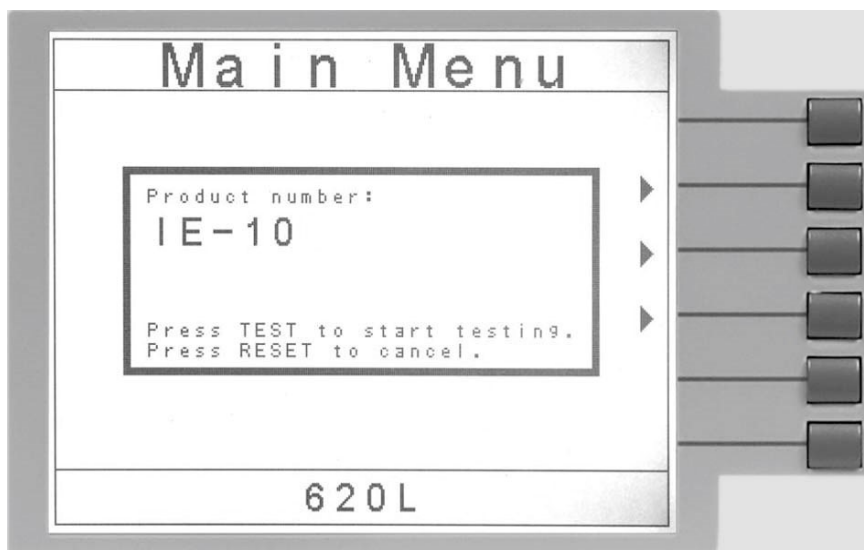 Main Menu
Product number:
IE-10
Press TEST to start testing.
Press RESET to cancel.
620L